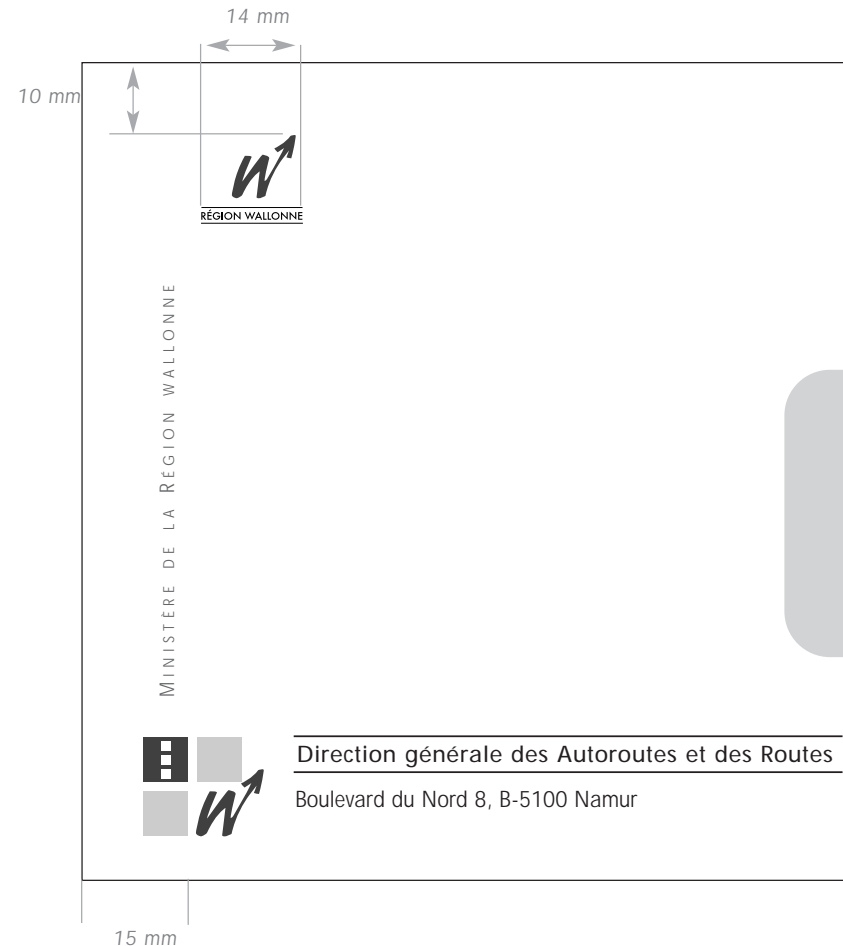 14 mm
10 mm
RÉGION WALLONNE
MINISTÈRE DE LA RÉGION WALLONNE
Direction générale des Autoroutes et des Routes
Boulevard du Nord 8, B-5100 Namur
15 mm